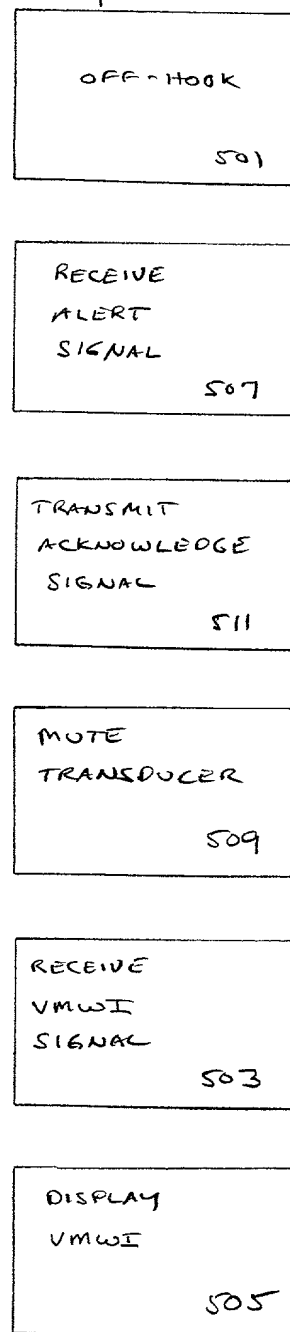 OFF-HOOK
501
RECEIVE
ALERT
SIGNAL
507
TRANSMIT
ACKNOWLEDGE
SIGNAL
511
MUTE
TRANSDUCER
509
RECEIVE
VMWI
SIGNAL
503
DISPLAY
VMWI
505